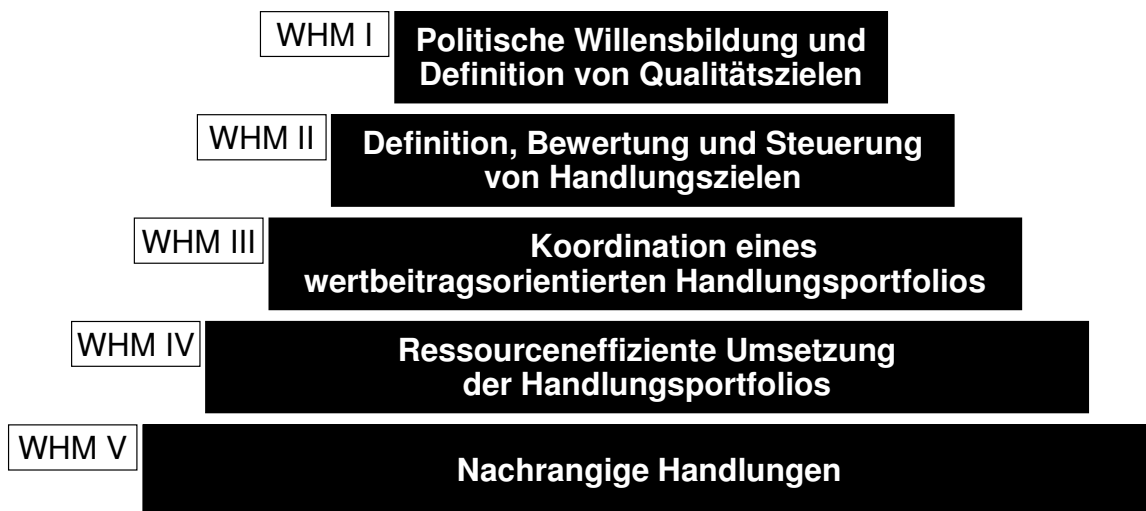 WHM I
Politische Willensbildung und
Definition von Qualitätszielen
WHM II
Definition, Bewertung und Steuerung
von Handlungszielen
WHM III
Koordination eines
wertbeitragsorientierten Handlungsportfolios
WHM IV
Ressourceneffiziente Umsetzung
der Handlungsportfolios
WHM V
Nachrangige Handlungen